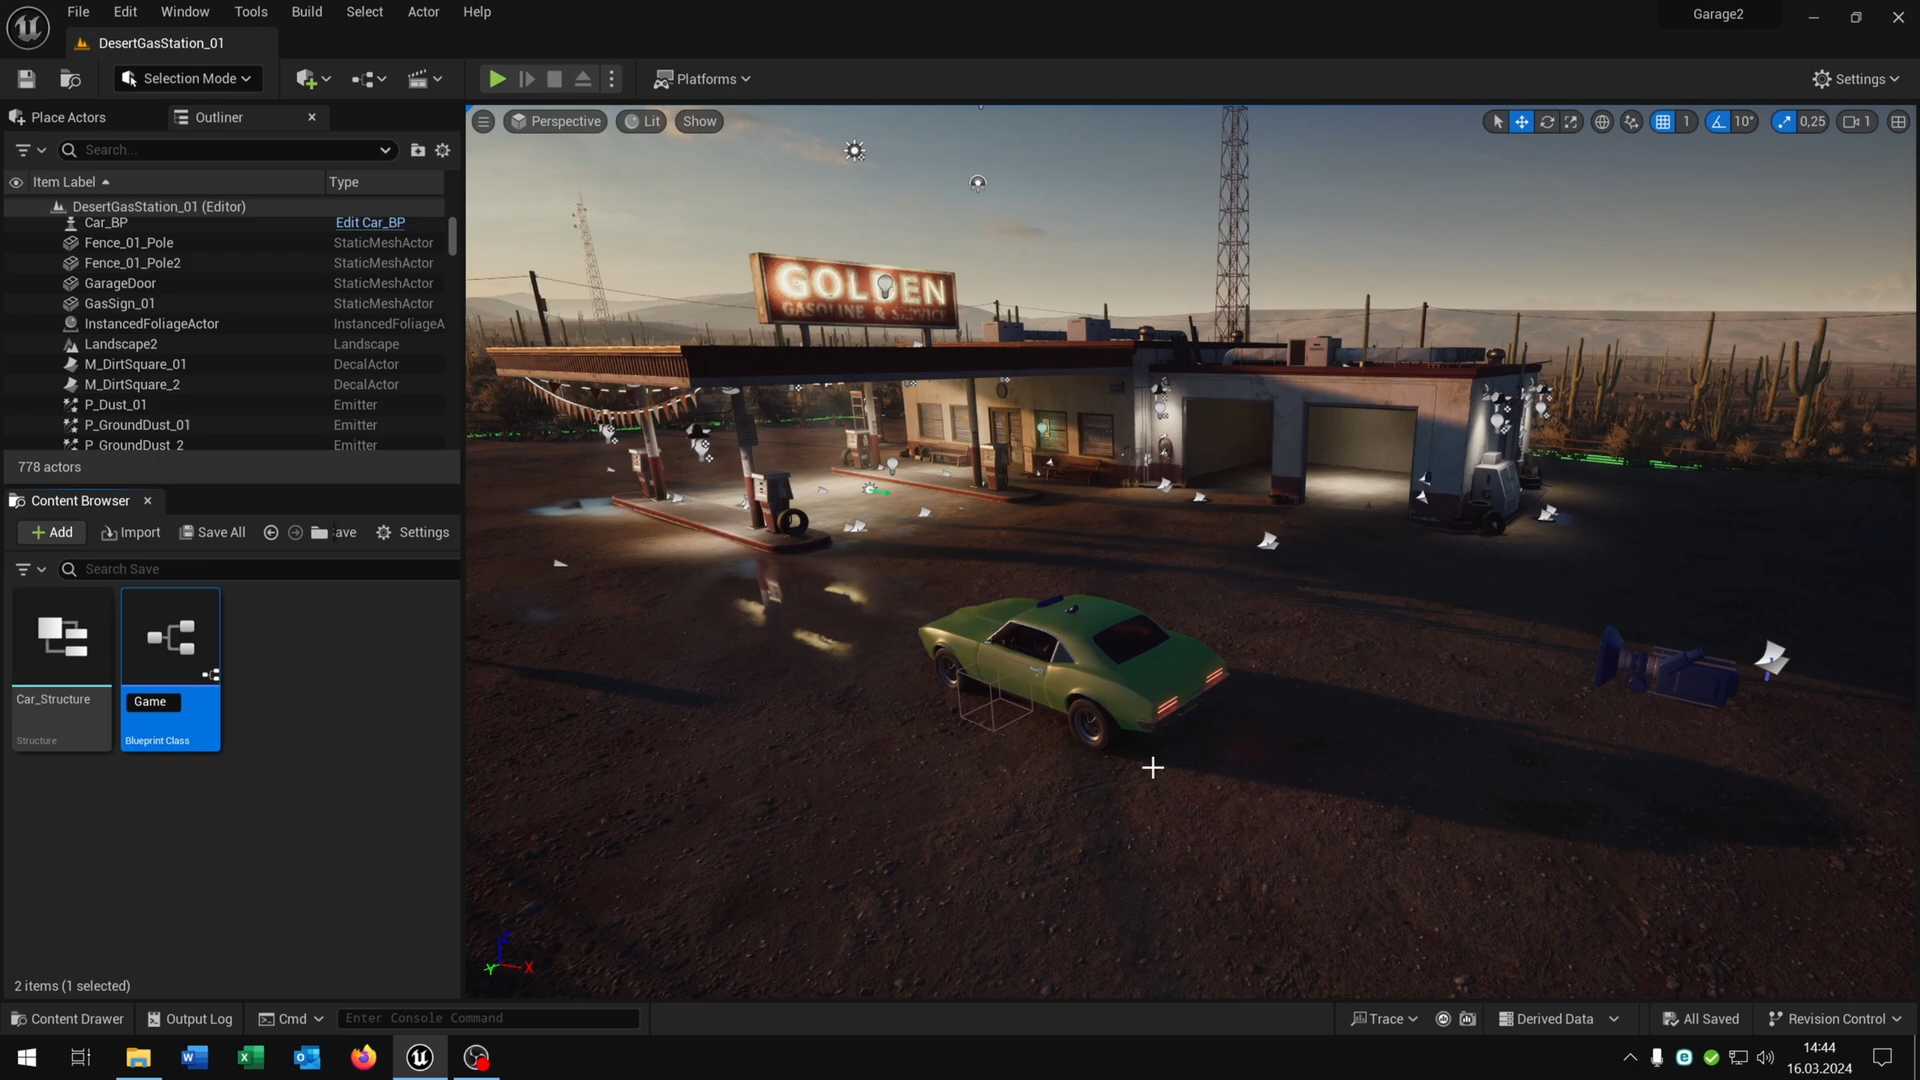 File Edit Window Tools Build Select Actor Help
Garage2
DesertGasStation_01
Selection Mode
Platforms
Settings
Place Actors
Outliner
Perspective
Lit
Show
1
10°
0,25
1
Search...
Item Label
Type
DesertGasStation_01 (Editor)
Car_BP Edit Car_BP
Fence_01_Pole StaticMeshActor
Fence_01_Pole2 StaticMeshActor
GarageDoor StaticMeshActor
GasSign_01 StaticMeshActor
InstancedFoliageActor InstancedFoliageA
Landscape2 Landscape
M_DirtSquare_01 DecalActor
M_DirtSquare_2 DecalActor
P_Dust_01 Emitter
P_GroundDust_01 Emitter
P_GroundDust_2 Emitter
778 actors
GOLDEN
GASOLINE & SERVICE
Content Browser
Add
Import
Save All
ave
Settings
Search Save
Car_Structure
Structure
Game
Blueprint Class
Z
Y
X
2 items (1 selected)
Content Drawer
Output Log
Cmd
Enter Console Command
Trace
Derived Data
All Saved
Revision Control
14:44
16.03.2024